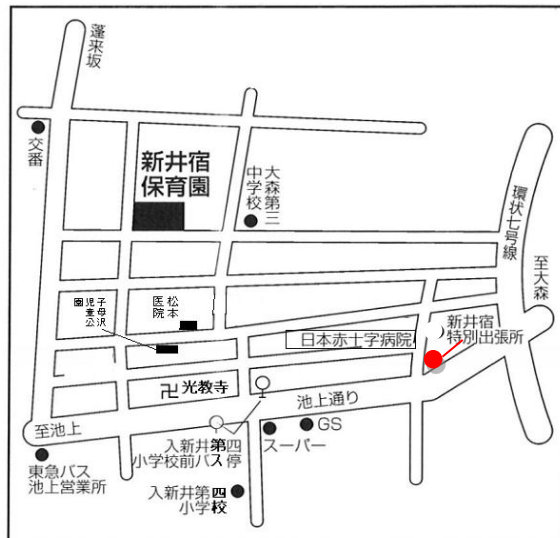 蓬来坂
交番
新井宿
保育園
大森第三
中学校
環状七号線
至大森
子母沢
児童公
園
松本
医院
日本赤十字病院
新井宿
特別出張所
卍光教寺
池上通り
至池上
入新井第四
小学校前バス停
スーパー
GS
東急バス
池上営業所
入新井第四
小学校